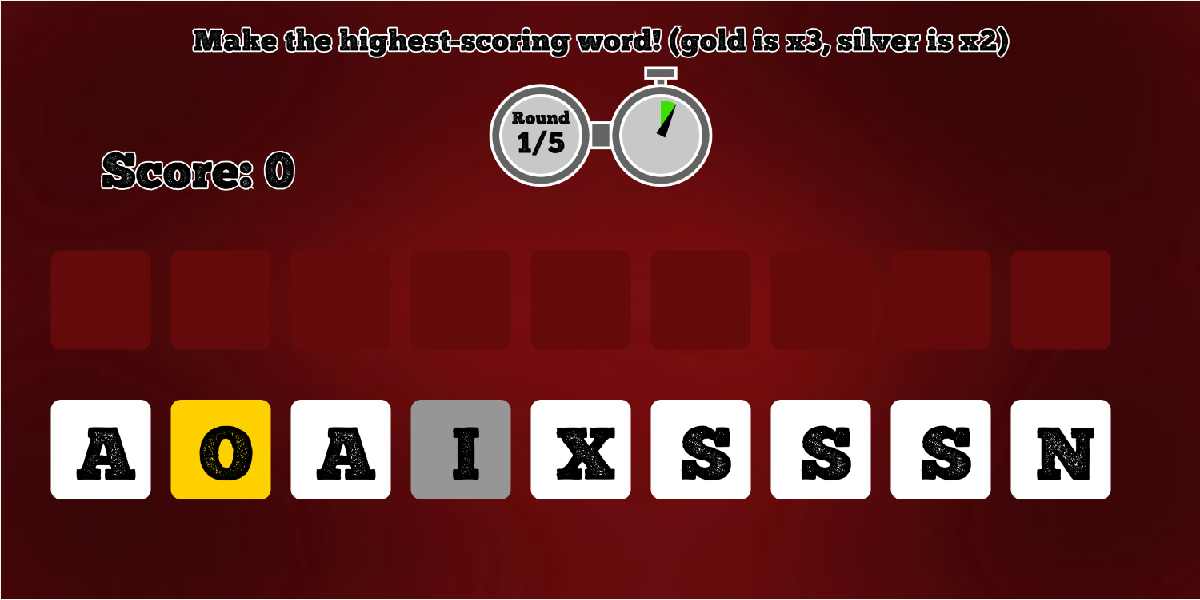 Make the highest-scoring word! (gold is x3, silver is x2)
Round
1/5
Score: 0
A O A I X S S S N